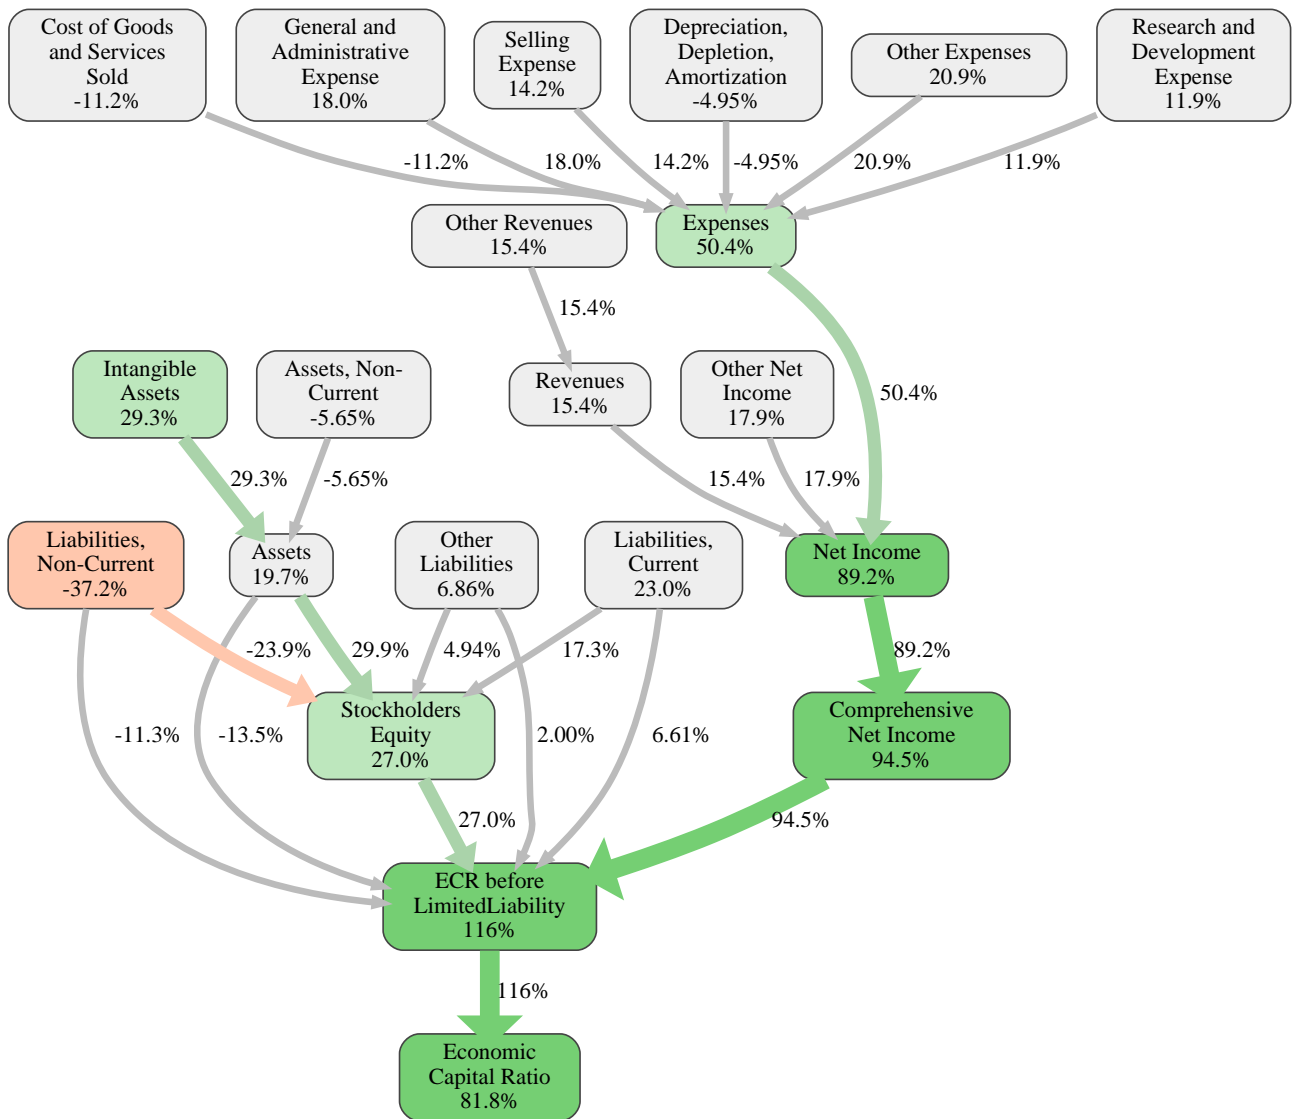 Cost of Goods
and Services
Sold
-11.2%
General and
Administrative
Expense
18.0%
Selling
Expense
14.2%
Depreciation,
Depletion,
Amortization
-4.95%
Other Expenses
20.9%
Research and
Development
Expense
11.9%
-11.2%
18.0%
14.2%
-4.95%
20.9%
11.9%
Other Revenues
15.4%
Expenses
50.4%
15.4%
Intangible
Assets
29.3%
Assets, Non-
Current
-5.65%
Revenues
15.4%
Other Net
Income
17.9%
50.4%
29.3%
-5.65%
15.4%
17.9%
Liabilities,
Non-Current
-37.2%
Assets
19.7%
Other
Liabilities
6.86%
Liabilities,
Current
23.0%
Net Income
89.2%
-23.9%
29.9%
4.94%
17.3%
89.2%
-11.3%
-13.5%
Stockholders
Equity
27.0%
2.00%
6.61%
Comprehensive
Net Income
94.5%
27.0%
94.5%
ECR before
LimitedLiability
116%
116%
Economic
Capital Ratio
81.8%